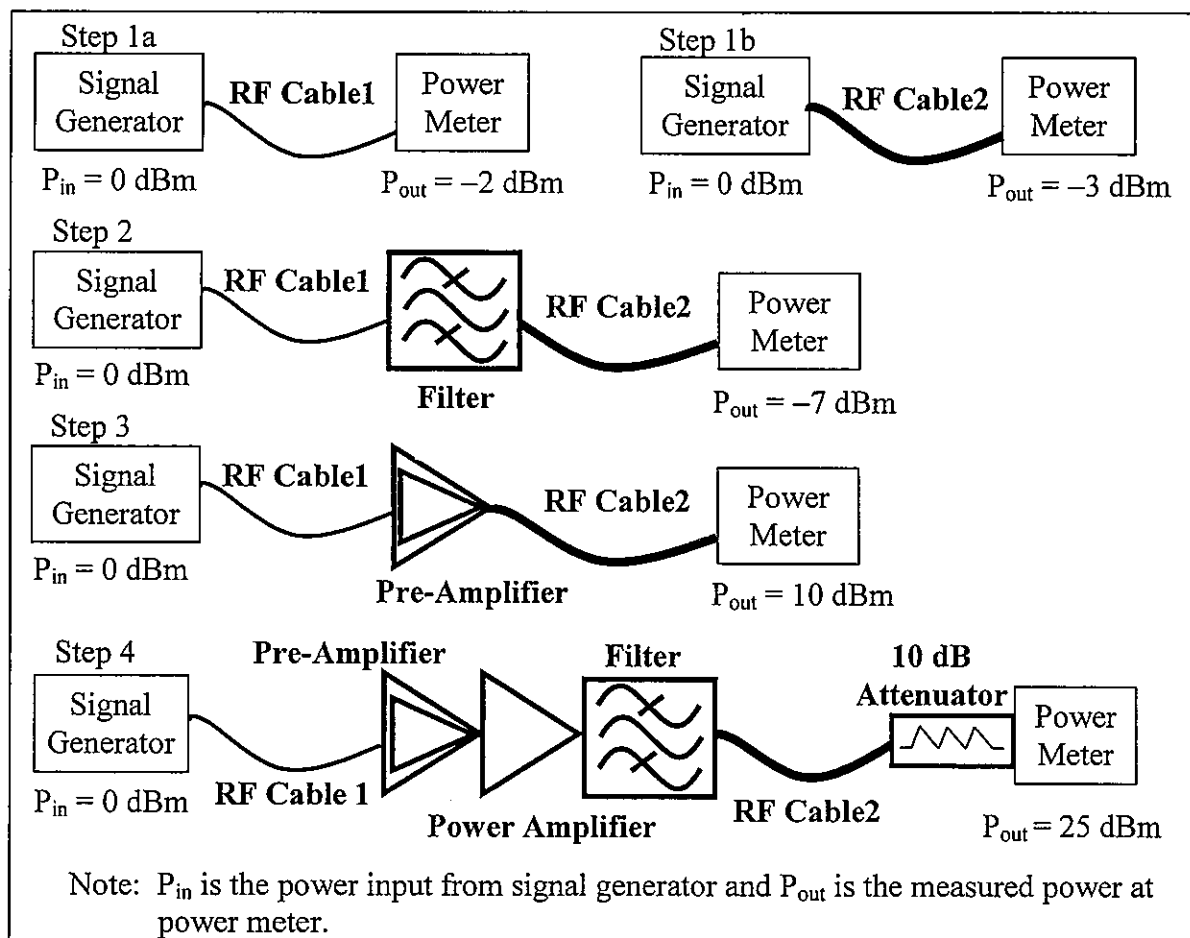 Step 1a
Signal
Generator
RF Cable1
Power
Meter
P_in = 0 dBm
P_out = –2 dBm
Step 1b
Signal
Generator
RF Cable2
Power
Meter
P_in = 0 dBm
P_out = –3 dBm
Step 2
Signal
Generator
RF Cable1
Filter
RF Cable2
Power
Meter
P_in = 0 dBm
P_out = –7 dBm
Step 3
Signal
Generator
RF Cable1
Pre-Amplifier
RF Cable2
Power
Meter
P_in = 0 dBm
P_out = 10 dBm
Step 4
Signal
Generator
P_in = 0 dBm
RF Cable 1
Pre-Amplifier
Power Amplifier
Filter
RF Cable2
10 dB
Attenuator
Power
Meter
P_out = 25 dBm
Note: P_in is the power input from signal generator and P_out is the measured power at
power meter.